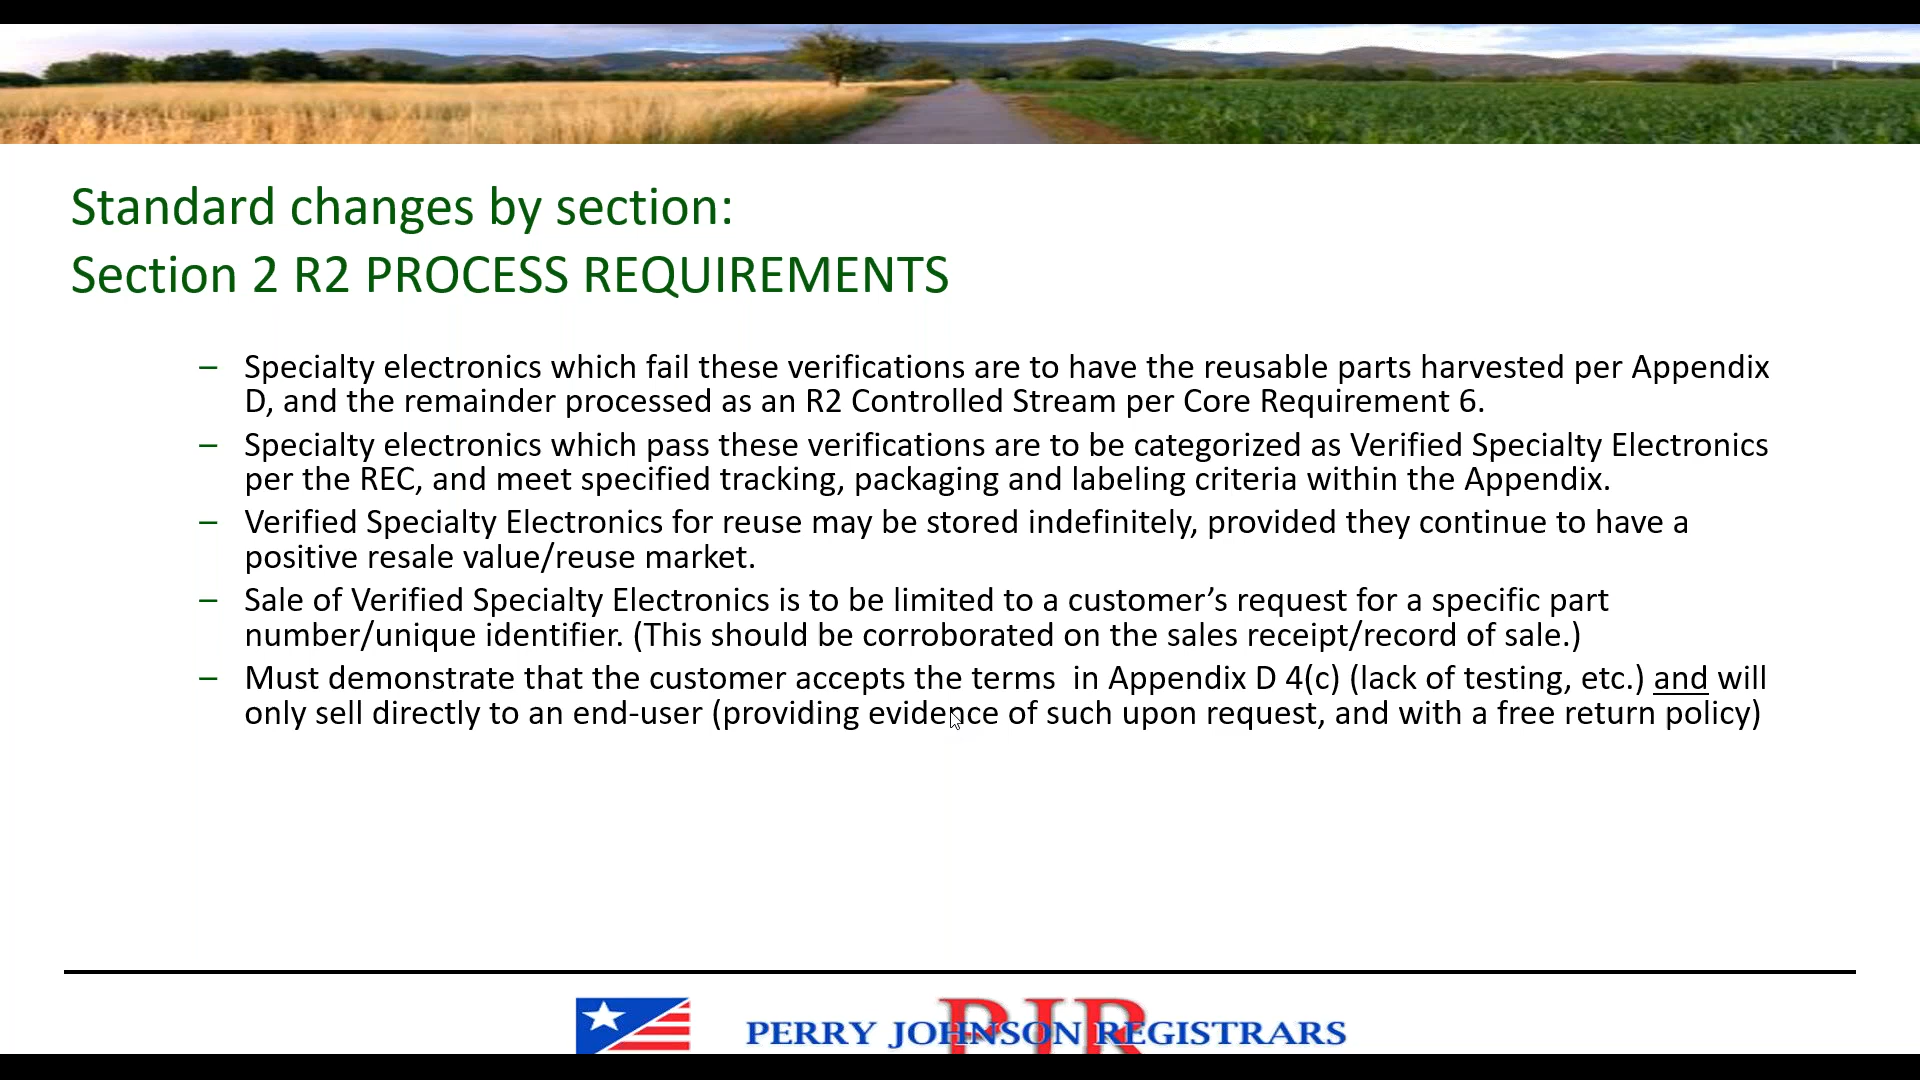 Standard changes by section:
Section 2 R2 PROCESS REQUIREMENTS
– Specialty electronics which fail these verifications are to have the reusable parts harvested per Appendix
D, and the remainder processed as an R2 Controlled Stream per Core Requirement 6.
– Specialty electronics which pass these verifications are to be categorized as Verified Specialty Electronics
per the REC, and meet specified tracking, packaging and labeling criteria within the Appendix.
– Verified Specialty Electronics for reuse may be stored indefinitely, provided they continue to have a
positive resale value/reuse market.
– Sale of Verified Specialty Electronics is to be limited to a customer’s request for a specific part
number/unique identifier. (This should be corroborated on the sales receipt/record of sale.)
– Must demonstrate that the customer accepts the terms  in Appendix D 4(c) (lack of testing, etc.) and will
only sell directly to an end-user (providing evidence of such upon request, and with a free return policy)
PJR
PERRY JOHNSON REGISTRARS